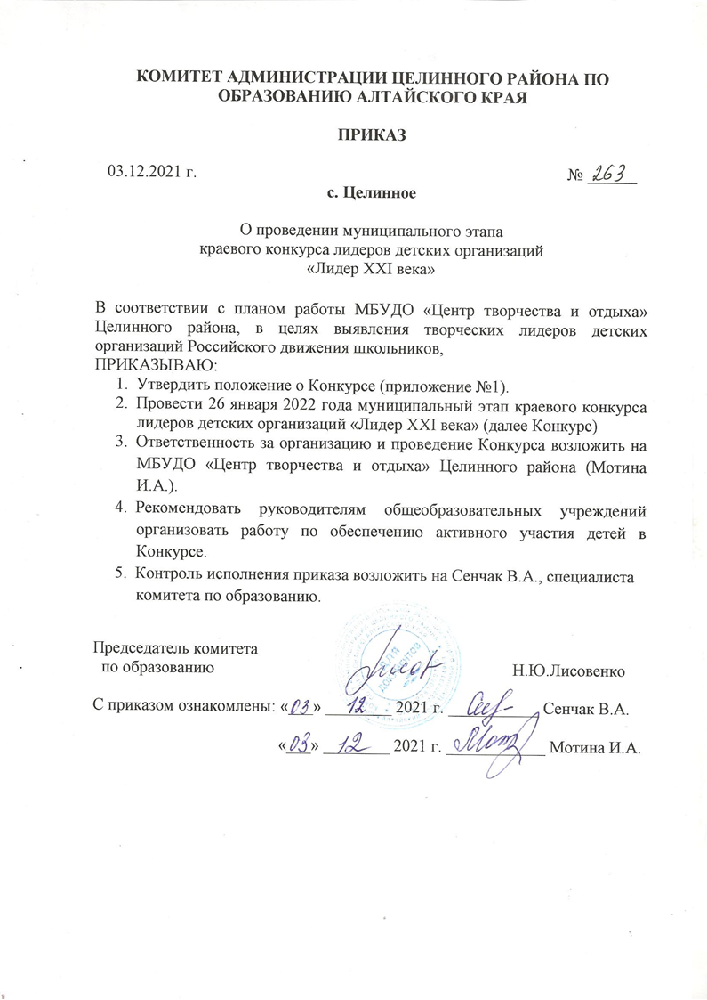 КОМИТЕТ АДМИНИСТРАЦИИ ЦЕЛИННОГО РАЙОНА ПО
ОБРАЗОВАНИЮ АЛТАЙСКОГО КРАЯ
ПРИКАЗ
03.12.2021 г. № 263
с. Целинное
О проведении муниципального этапа
краевого конкурса лидеров детских организаций
«Лидер XXI века»
В соответствии с планом работы МБУДО «Центр творчества и отдыха»
Целинного района, в целях выявления творческих лидеров детских
организаций Российского движения школьников,
ПРИКАЗЫВАЮ:
1. Утвердить положение о Конкурсе (приложение №1).
2. Провести 26 января 2022 года муниципальный этап краевого конкурса
лидеров детских организаций «Лидер XXI века» (далее Конкурс)
3. Ответственность за организацию и проведение Конкурса возложить на
МБУДО «Центр творчества и отдыха» Целинного района (Мотина
И.А.).
4. Рекомендовать руководителям общеобразовательных учреждений
организовать работу по обеспечению активного участия детей в
Конкурсе.
5. Контроль исполнения приказа возложить на Сенчак В.А., специалиста
комитета по образованию.
Председатель комитета
по образованию Н.Ю.Лисовенко
ДЛЯ
ДОКУМЕНТОВ
С приказом ознакомлены: «03» 12 2021 г. Сенчак В.А.
«03» 12 2021 г. Мотина И.А.